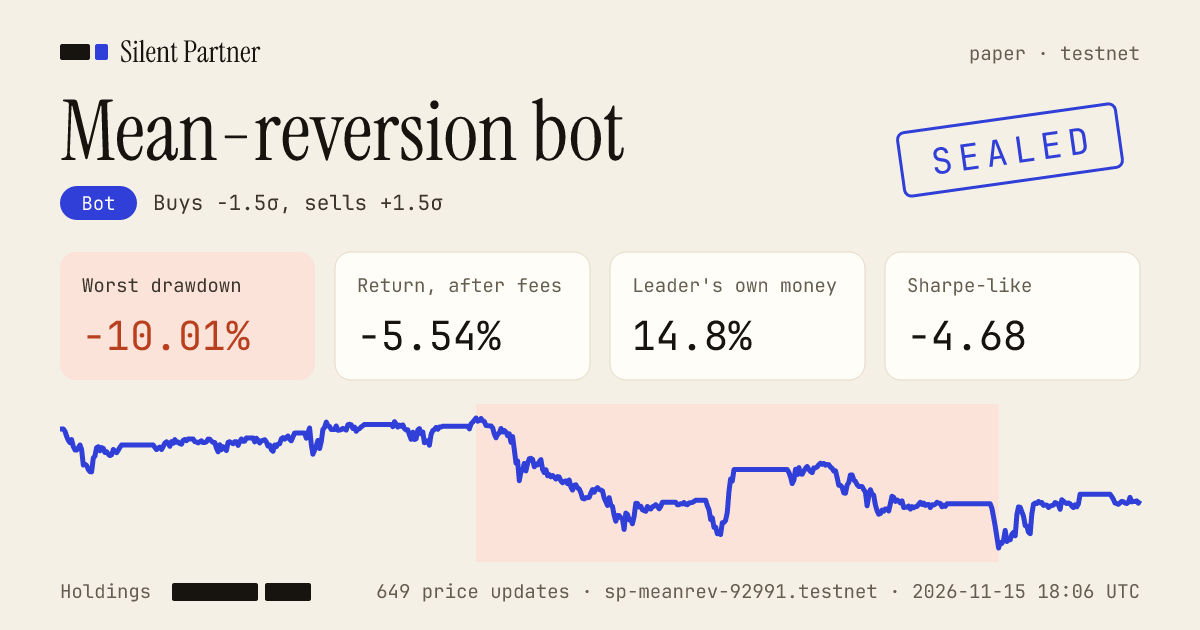 Silent Partner
paper · testnet
Mean-reversion bot
SEALED
Bot Buys -1.5σ, sells +1.5σ
Worst drawdown
-10.01%
Return, after fees
-5.54%
Leader's own money
14.8%
Sharpe-like
-4.68
Holdings
649 price updates · sp-meanrev-92991.testnet · 2026-11-15 18:06 UTC